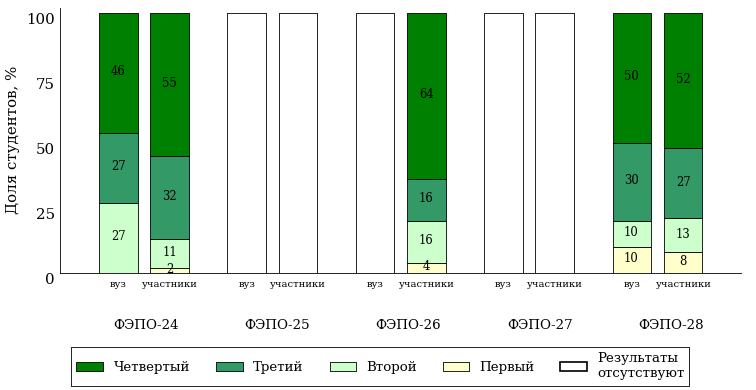 100
75
50
25
0
Доля студентов, %
46 55 64 50 52
27 32 16 30 27
27 11 16 10 13
2 4 10 8
вуз участники вуз участники вуз участники вуз участники вуз участники
ФЭПО-24 ФЭПО-25 ФЭПО-26 ФЭПО-27 ФЭПО-28
Четвертый Третий Второй Первый Результаты
отсутствуют